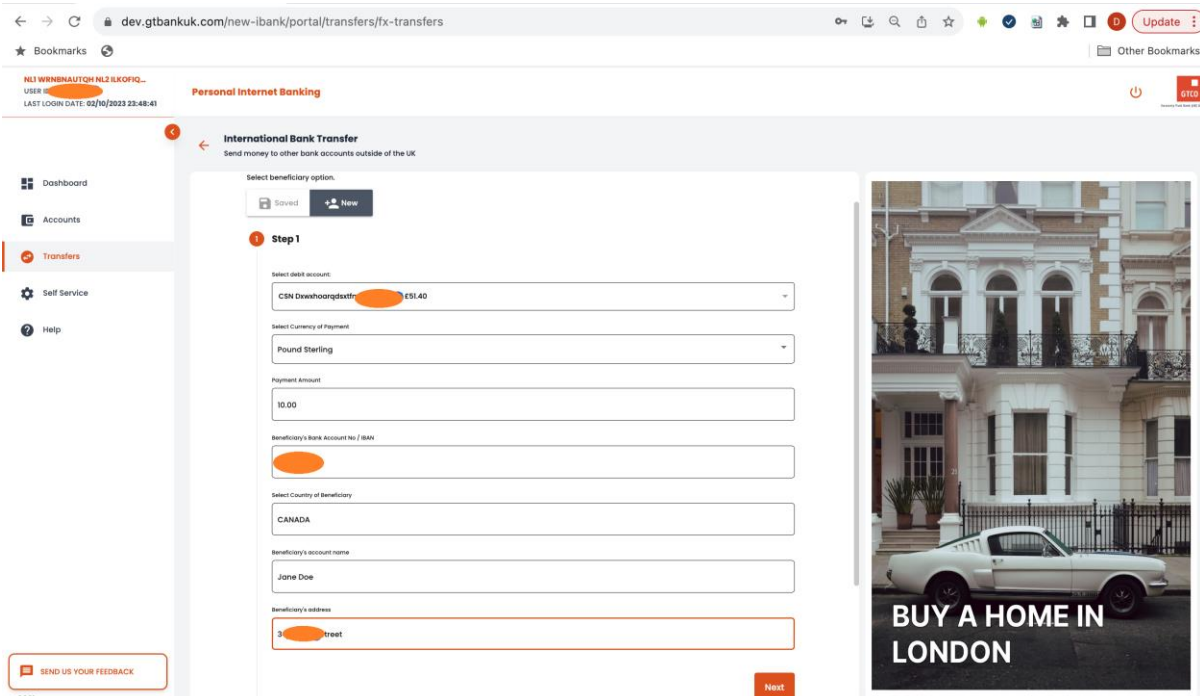 dev.gtbankuk.com/new-ibank/portal/transfers/fx-transfers
D
Update
Bookmarks
Other Bookmarks
NL1 WRNBNAUTQH NL2 ILKOFIQ...
USER
LAST LOGIN DATE: 02/10/2023 23:48:41
Personal Internet Banking
GTCO
International Bank Transfer
Send money to other bank accounts outside of the UK
Dashboard
Accounts
Transfers
Self Service
Help
Select beneficiary option.
Saved
New
1 Step 1
Select debit account:
£51.40
Select Currency of Payment
Pound Sterling
Payment Amount
10.00
Beneficiary's Bank Account No / IBAN
Select Country of Beneficiary
CANADA
Beneficiary's account name
Jane Doe
Beneficiary's address
3 treet
Next
BUY A HOME IN
LONDON
SEND US YOUR FEEDBACK